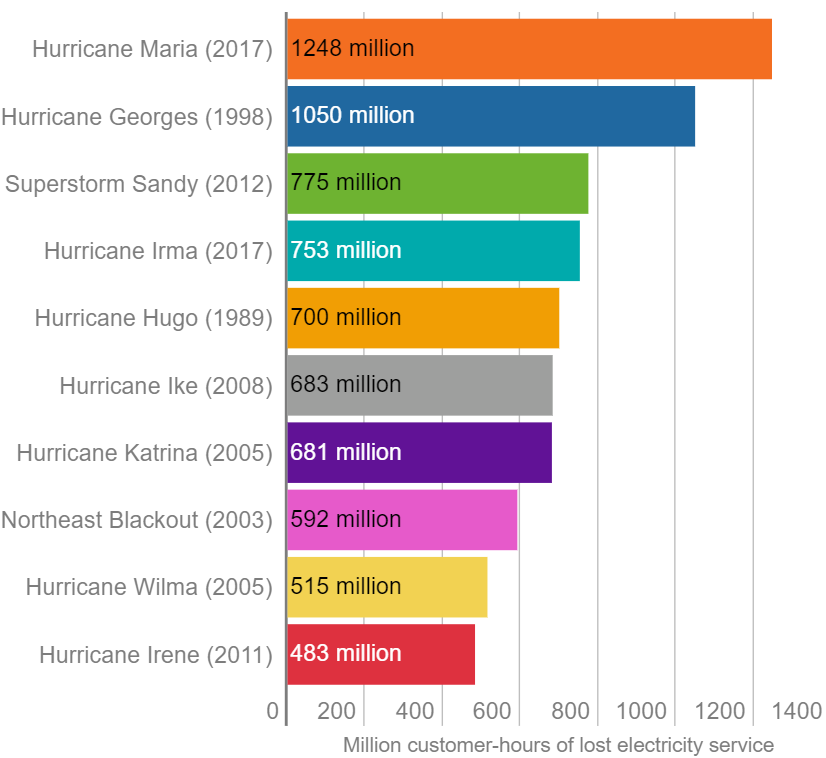 Hurricane Maria (2017) 1248 million
Hurricane Georges (1998) 1050 million
Superstorm Sandy (2012) 775 million
Hurricane Irma (2017) 753 million
Hurricane Hugo (1989) 700 million
Hurricane Ike (2008) 683 million
Hurricane Katrina (2005) 681 million
Northeast Blackout (2003) 592 million
Hurricane Wilma (2005) 515 million
Hurricane Irene (2011) 483 million
0 200 400 600 800 1000 1200 1400
Million customer-hours of lost electricity service